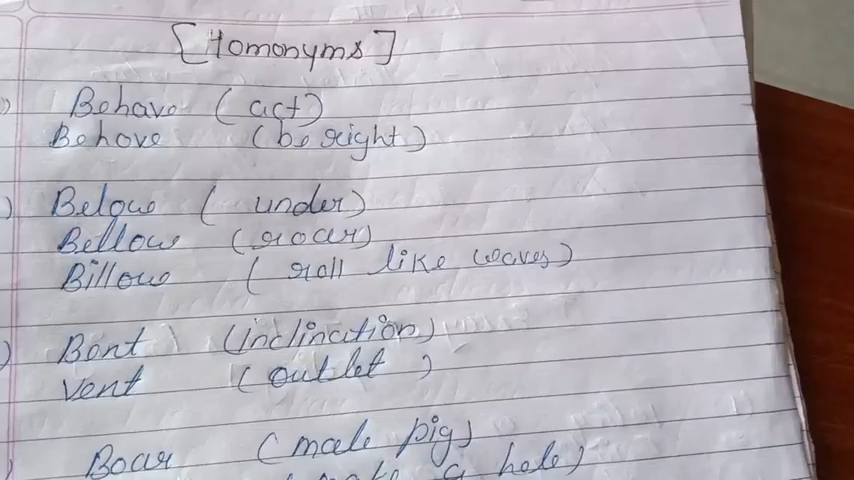 [Homonyms]
Behave (act)
Behove (be right)
Below (under)
Bellow (roar)
Billow (roll like waves)
Bent (inclination)
Vent (outlet)
Boar (male pig)
a hole)